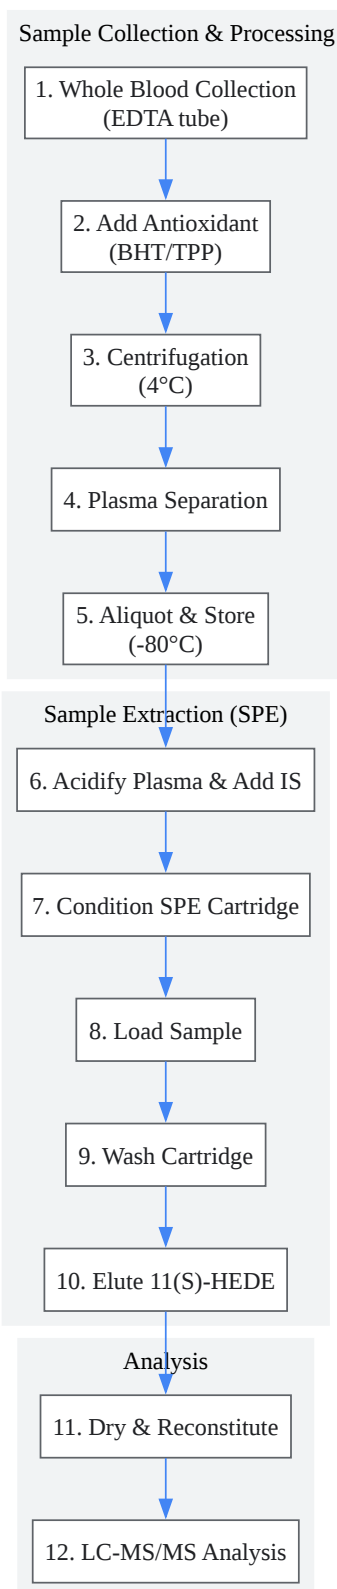 Sample Collection & Processing
1. Whole Blood Collection
(EDTA tube)
2. Add Antioxidant
(BHT/TPP)
3. Centrifugation
(4°C)
4. Plasma Separation
5. Aliquot & Store
(-80°C)
Sample Extraction (SPE)
6. Acidify Plasma & Add IS
7. Condition SPE Cartridge
8. Load Sample
9. Wash Cartridge
10. Elute 11(S)-HEDE
Analysis
11. Dry & Reconstitute
12. LC-MS/MS Analysis